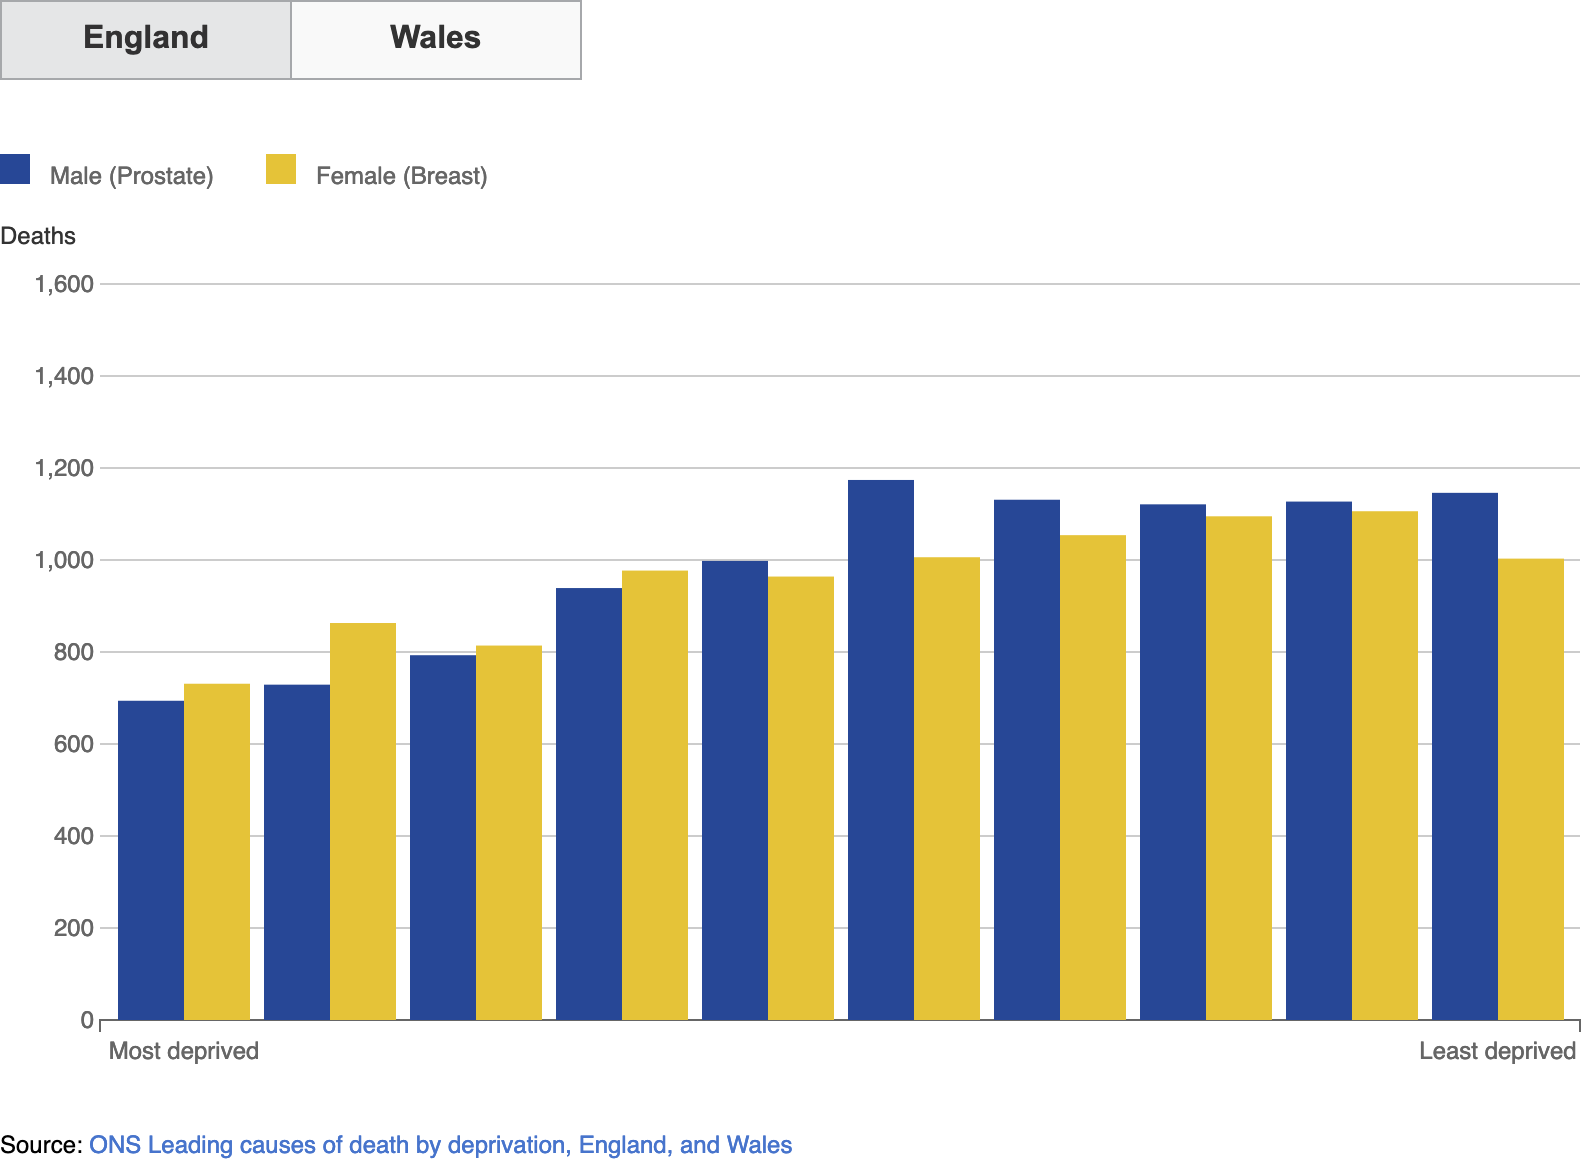 England Wales
Male (Prostate) Female (Breast)
Deaths
1,600
1,400
1,200
1,000
800
600
400
200
0
Most deprived Least deprived
Source: ONS Leading causes of death by deprivation, England, and Wales